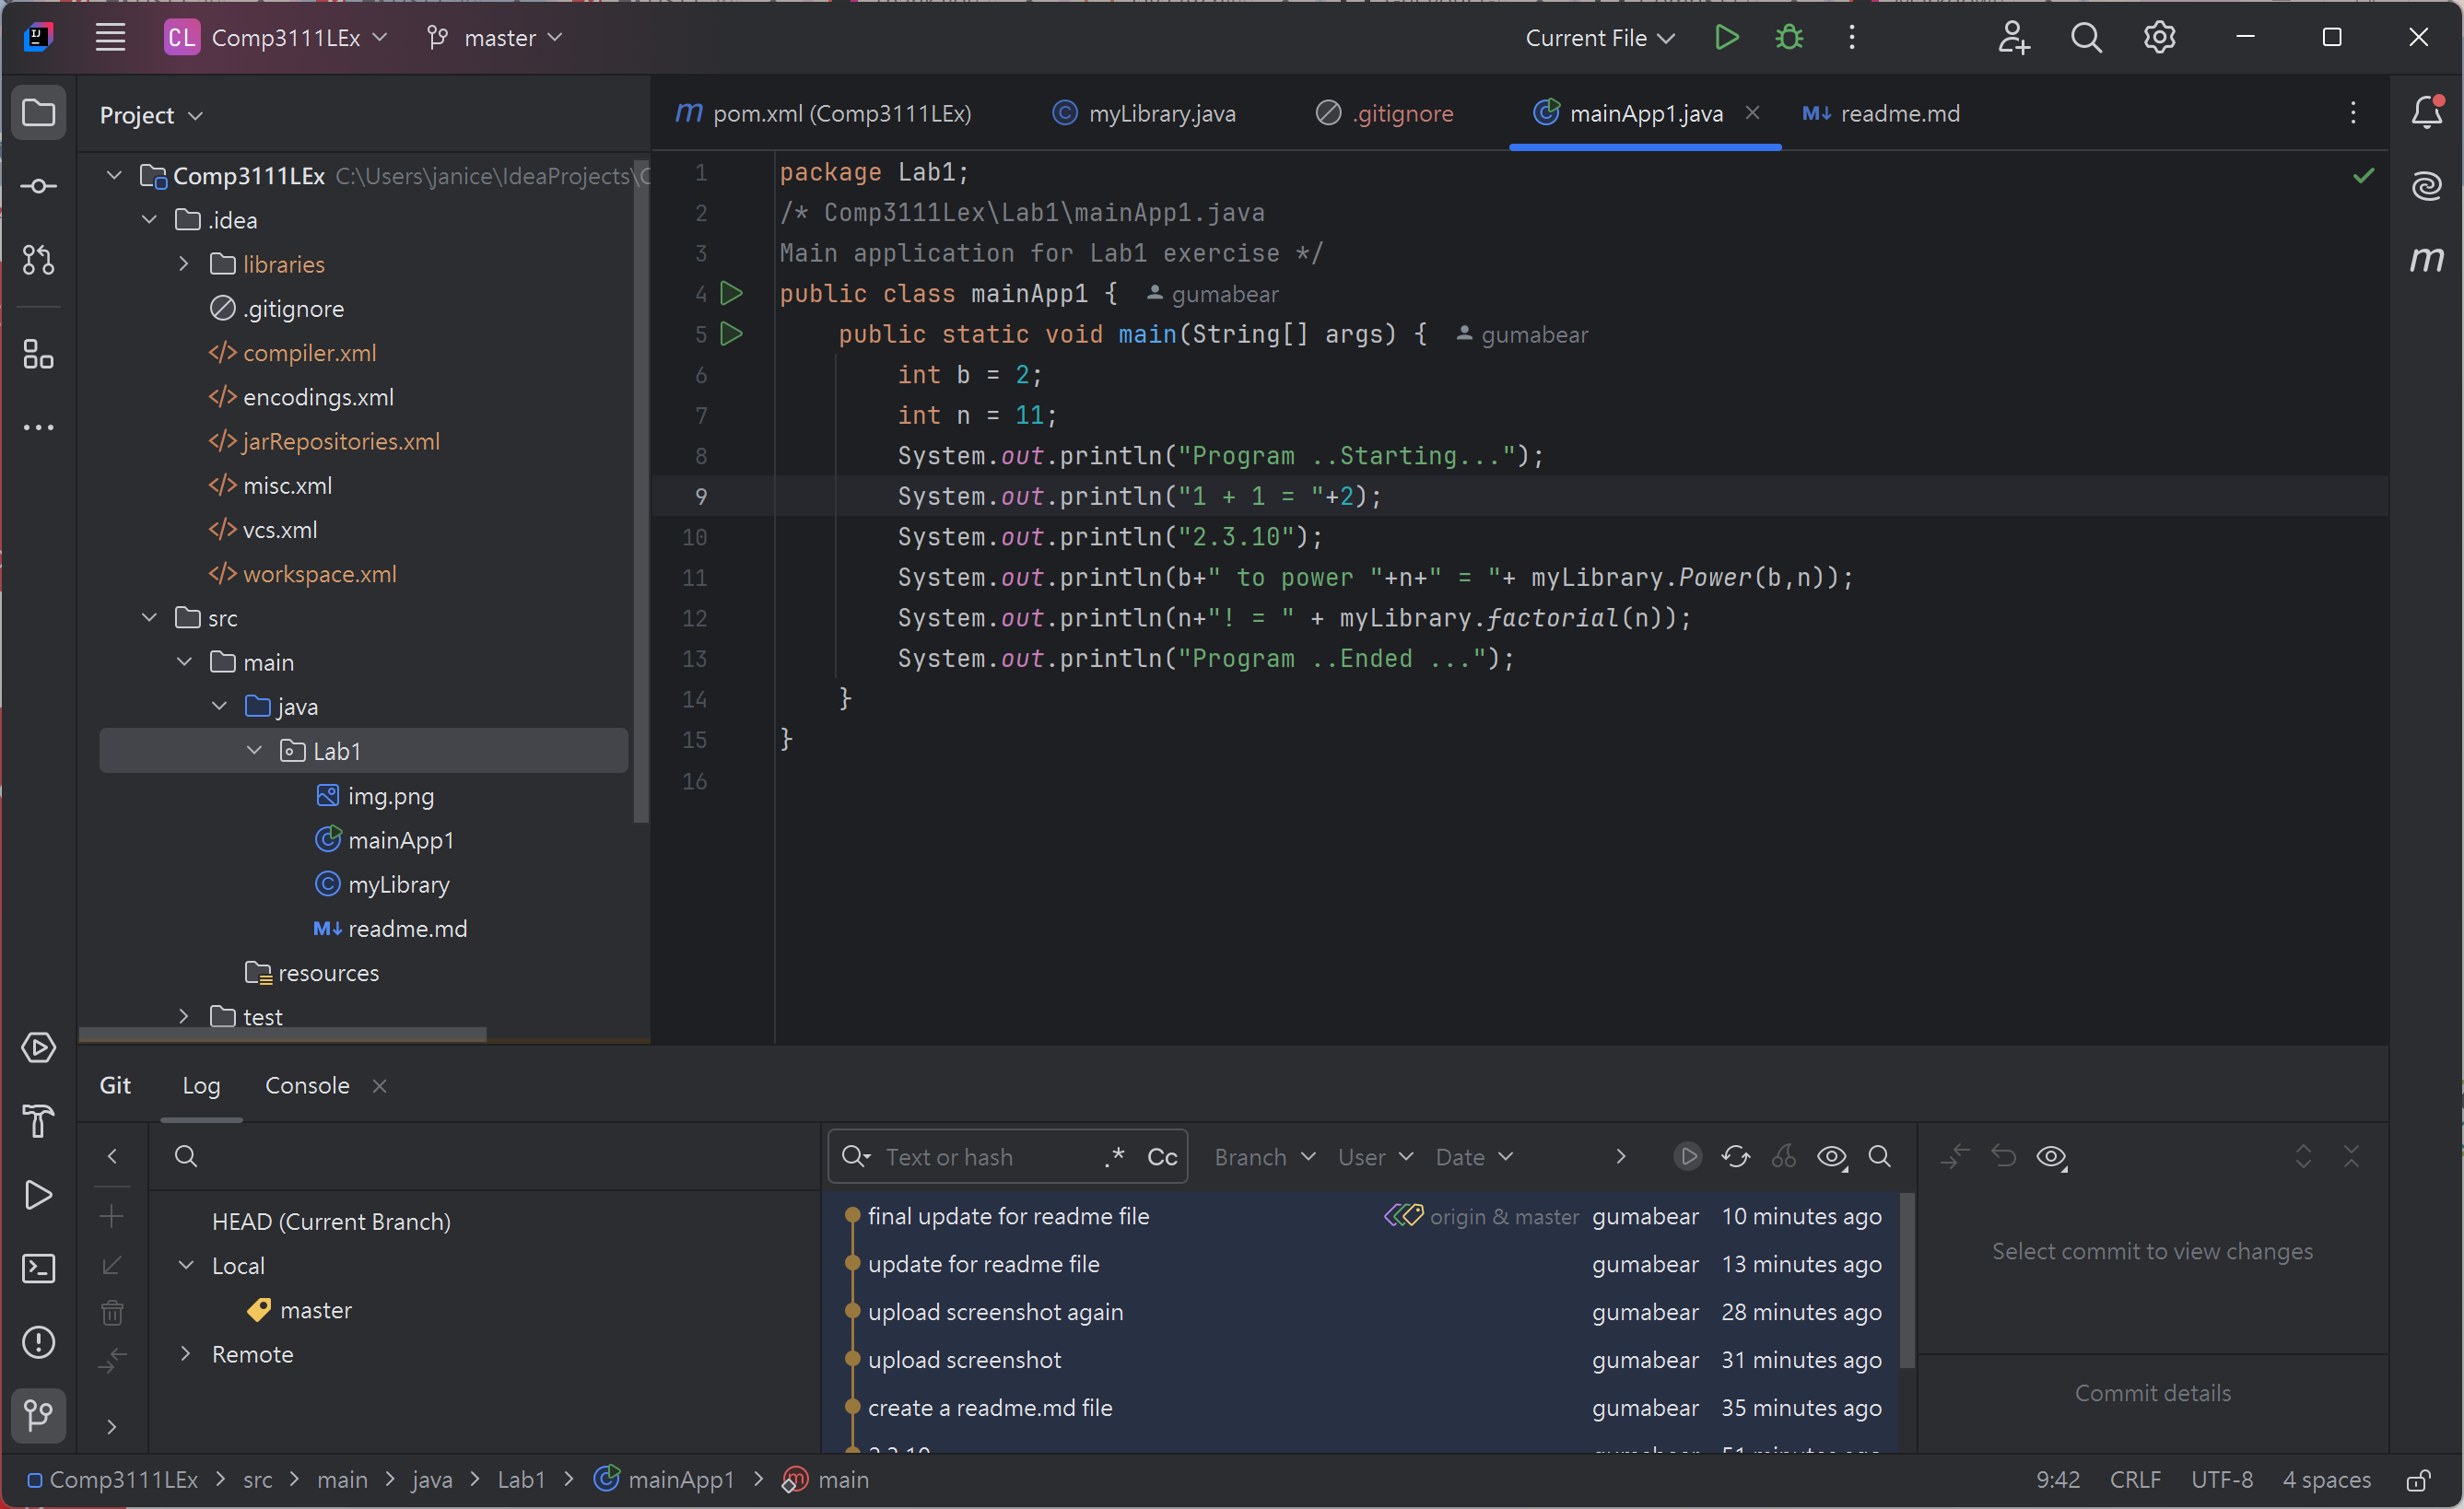 CL Comp3111LEx master Current File
Project
pom.xml (Comp3111LEx) myLibrary.java .gitignore mainApp1.java readme.md
Comp3111LEx C:\Users\janice\IdeaProjects\C
.idea
libraries
.gitignore
compiler.xml
encodings.xml
jarRepositories.xml
misc.xml
vcs.xml
workspace.xml
src
main
java
Lab1
img.png
mainApp1
myLibrary
readme.md
resources
test
1 package Lab1;
2 /* Comp3111Lex\Lab1\mainApp1.java
3 Main application for Lab1 exercise */
4 public class mainApp1 { gumabear
5 public static void main(String[] args) { gumabear
6 int b = 2;
7 int n = 11;
8 System.out.println("Program ..Starting...");
9 System.out.println("1 + 1 = "+2);
10 System.out.println("2.3.10");
11 System.out.println(b+" to power "+n+" = "+ myLibrary.Power(b,n));
12 System.out.println(n+"! = " + myLibrary.factorial(n));
13 System.out.println("Program ..Ended ...");
14 }
15 }
16
Git Log Console
HEAD (Current Branch)
Local
master
Remote
Text or hash .* Cc Branch User Date
final update for readme file origin & master gumabear 10 minutes ago
update for readme file gumabear 13 minutes ago
upload screenshot again gumabear 28 minutes ago
upload screenshot gumabear 31 minutes ago
create a readme.md file gumabear 35 minutes ago
Select commit to view changes
Commit details
Comp3111LEx > src > main > java > Lab1 > mainApp1 > main 9:42 CRLF UTF-8 4 spaces